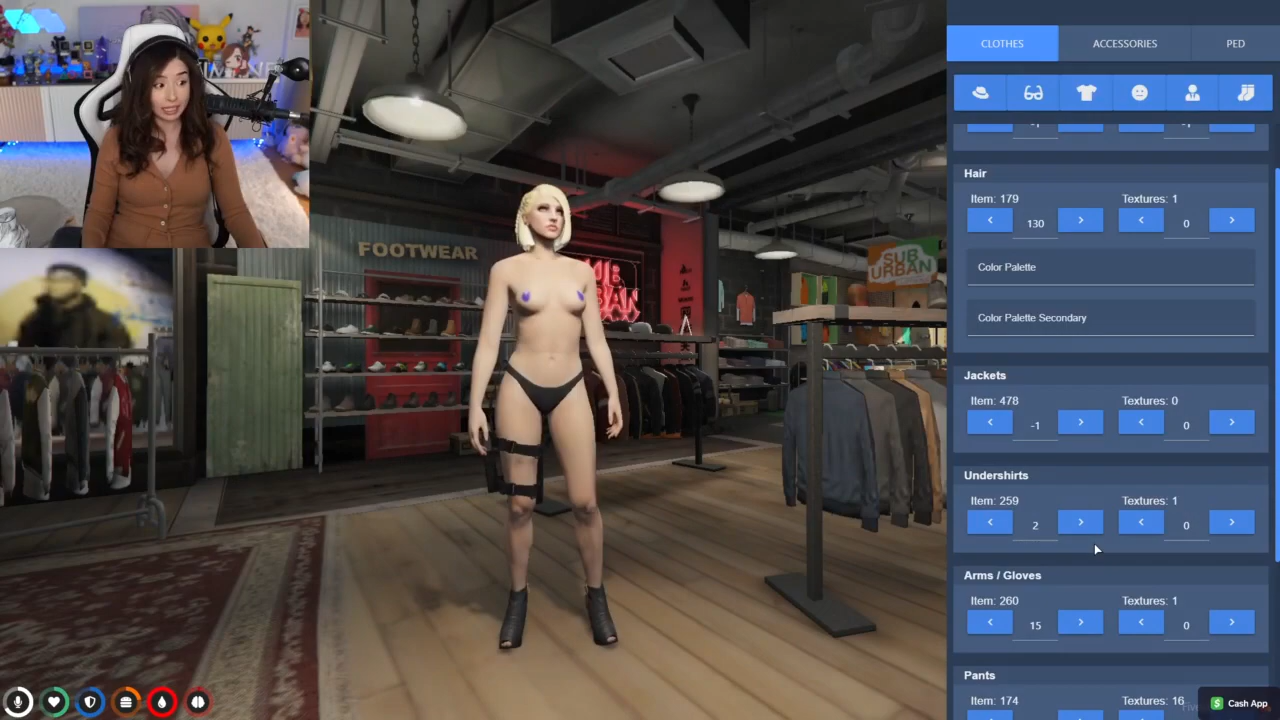 CLOTHES
ACCESSORIES
PED
Hair
Item: 179
Textures: 1
130
0
Color Palette
Color Palette Secondary
Jackets
Item: 478
Textures: 0
-1
0
Undershirts
Item: 259
Textures: 1
2
0
Arms / Gloves
Item: 260
Textures: 1
15
0
Pants
Item: 174
Textures: 16
Cash App
FOOTWEAR
SUB
URBAN